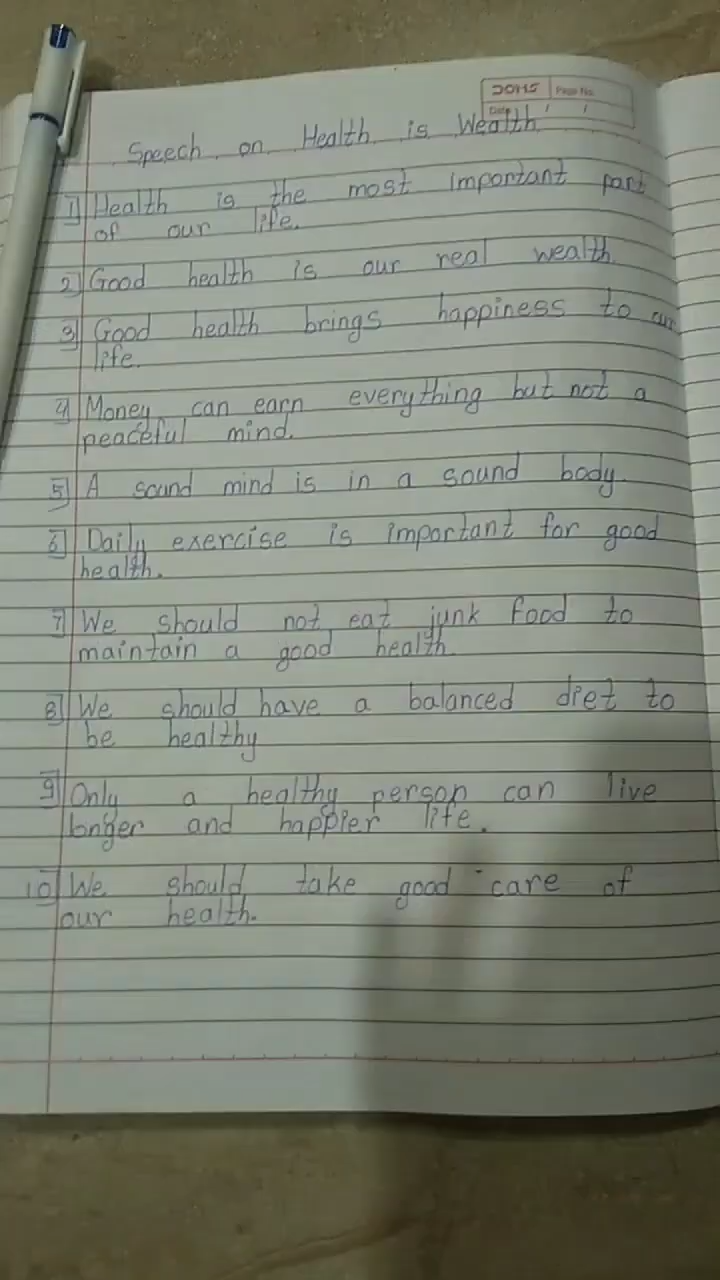 DOMS Page No.
Date / /
Speech on Health is Wealth
1) Health is the most important part
of our life.
2) Good health is our real wealth.
3) Good health brings happiness to our
life.
4) Money can earn everything but not a
peaceful mind.
5) A sound mind is in a sound body.
6) Daily exercise is important for good
health.
7) We should not eat junk food to
maintain a good health.
8) We should have a balanced diet to
be healthy
9) Only a healthy person can live
longer and happier life.
10) We should take good care of
our health.